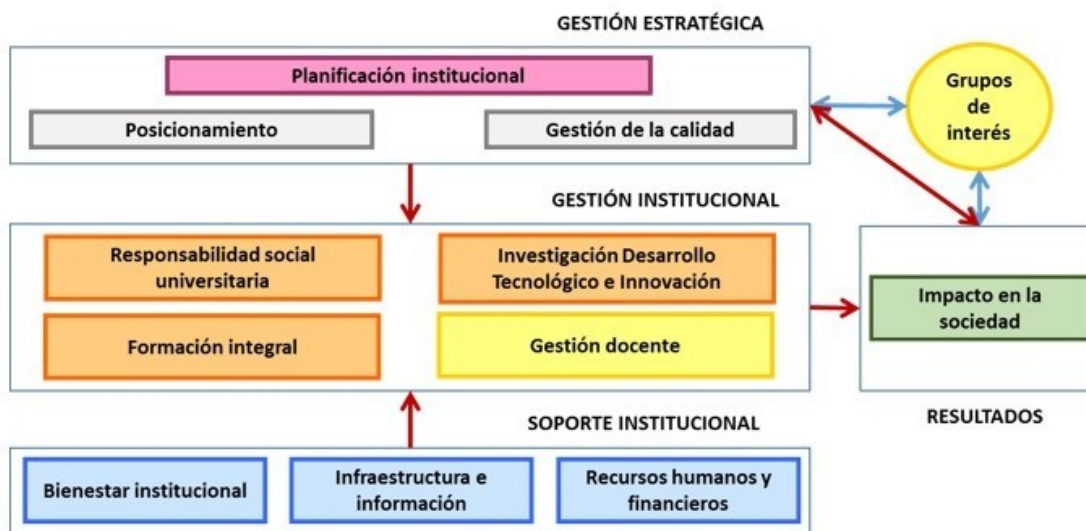 GESTIÓN ESTRATÉGICA
Planificación institucional
Posicionamiento
Gestión de la calidad
Grupos
de
interés
GESTIÓN INSTITUCIONAL
Responsabilidad social
universitaria
Investigación Desarrollo
Tecnológico e Innovación
Formación integral
Gestión docente
Impacto en la
sociedad
RESULTADOS
SOPORTE INSTITUCIONAL
Bienestar institucional
Infraestructura e
información
Recursos humanos y
financieros